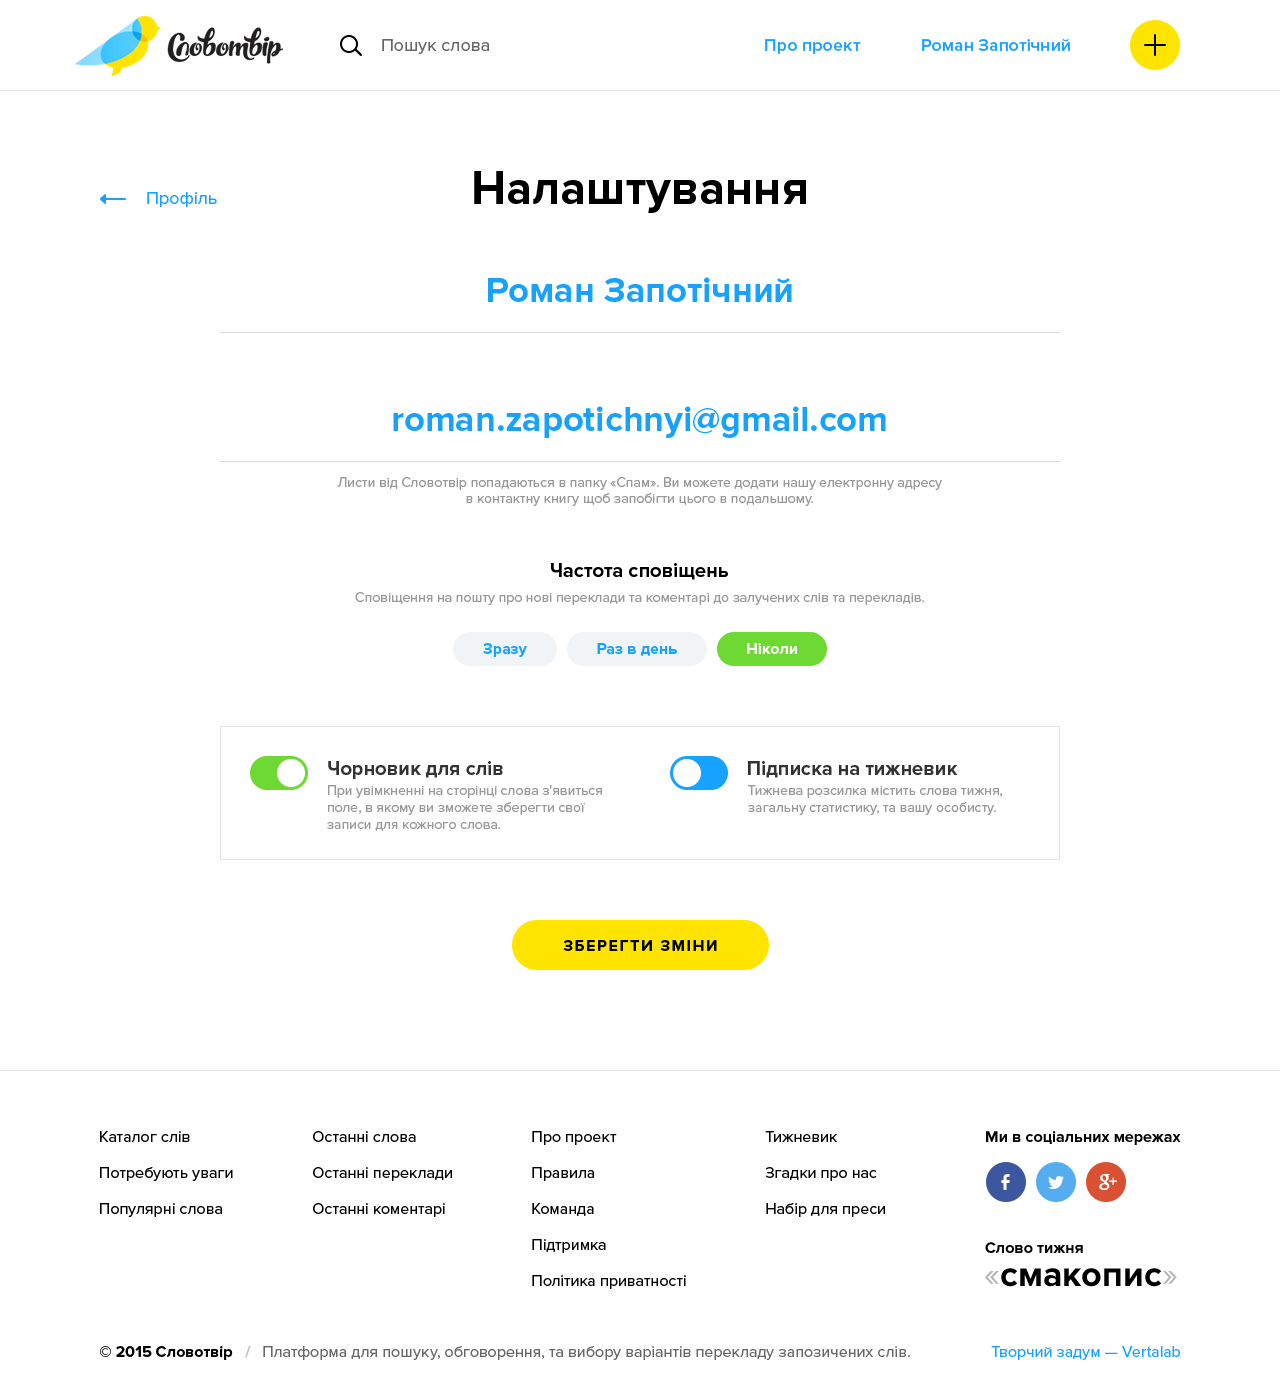 Словотвір
Пошук слова
Про проект
Роман Запотічний
Профіль
Налаштування
Роман Запотічний
roman.zapotichnyi@gmail.com
Листи від Словотвір попадаються в папку «Спам». Ви можете додати нашу електронну адресу
в контактну книгу щоб запобігти цього в подальшому.
Частота сповіщень
Сповіщення на пошту про нові переклади та коментарі до залучених слів та перекладів.
Зразу
Раз в день
Ніколи
Чорновик для слів
При увімкненні на сторінці слова з'явиться
поле, в якому ви зможете зберегти свої
записи для кожного слова.
Підписка на тижневик
Тижнева розсилка містить слова тижня,
загальну статистику, та вашу особисту.
ЗБЕРЕГТИ ЗМІНИ
Каталог слів
Потребують уваги
Популярні слова
Останні слова
Останні переклади
Останні коментарі
Про проект
Правила
Команда
Підтримка
Політика приватності
Тижневик
Згадки про нас
Набір для преси
Ми в соціальних мережах
Слово тижня
«смакопис»
© 2015 Словотвір / Платформа для пошуку, обговорення, та вибору варіантів перекладу запозичених слів.
Творчий задум — Vertalab